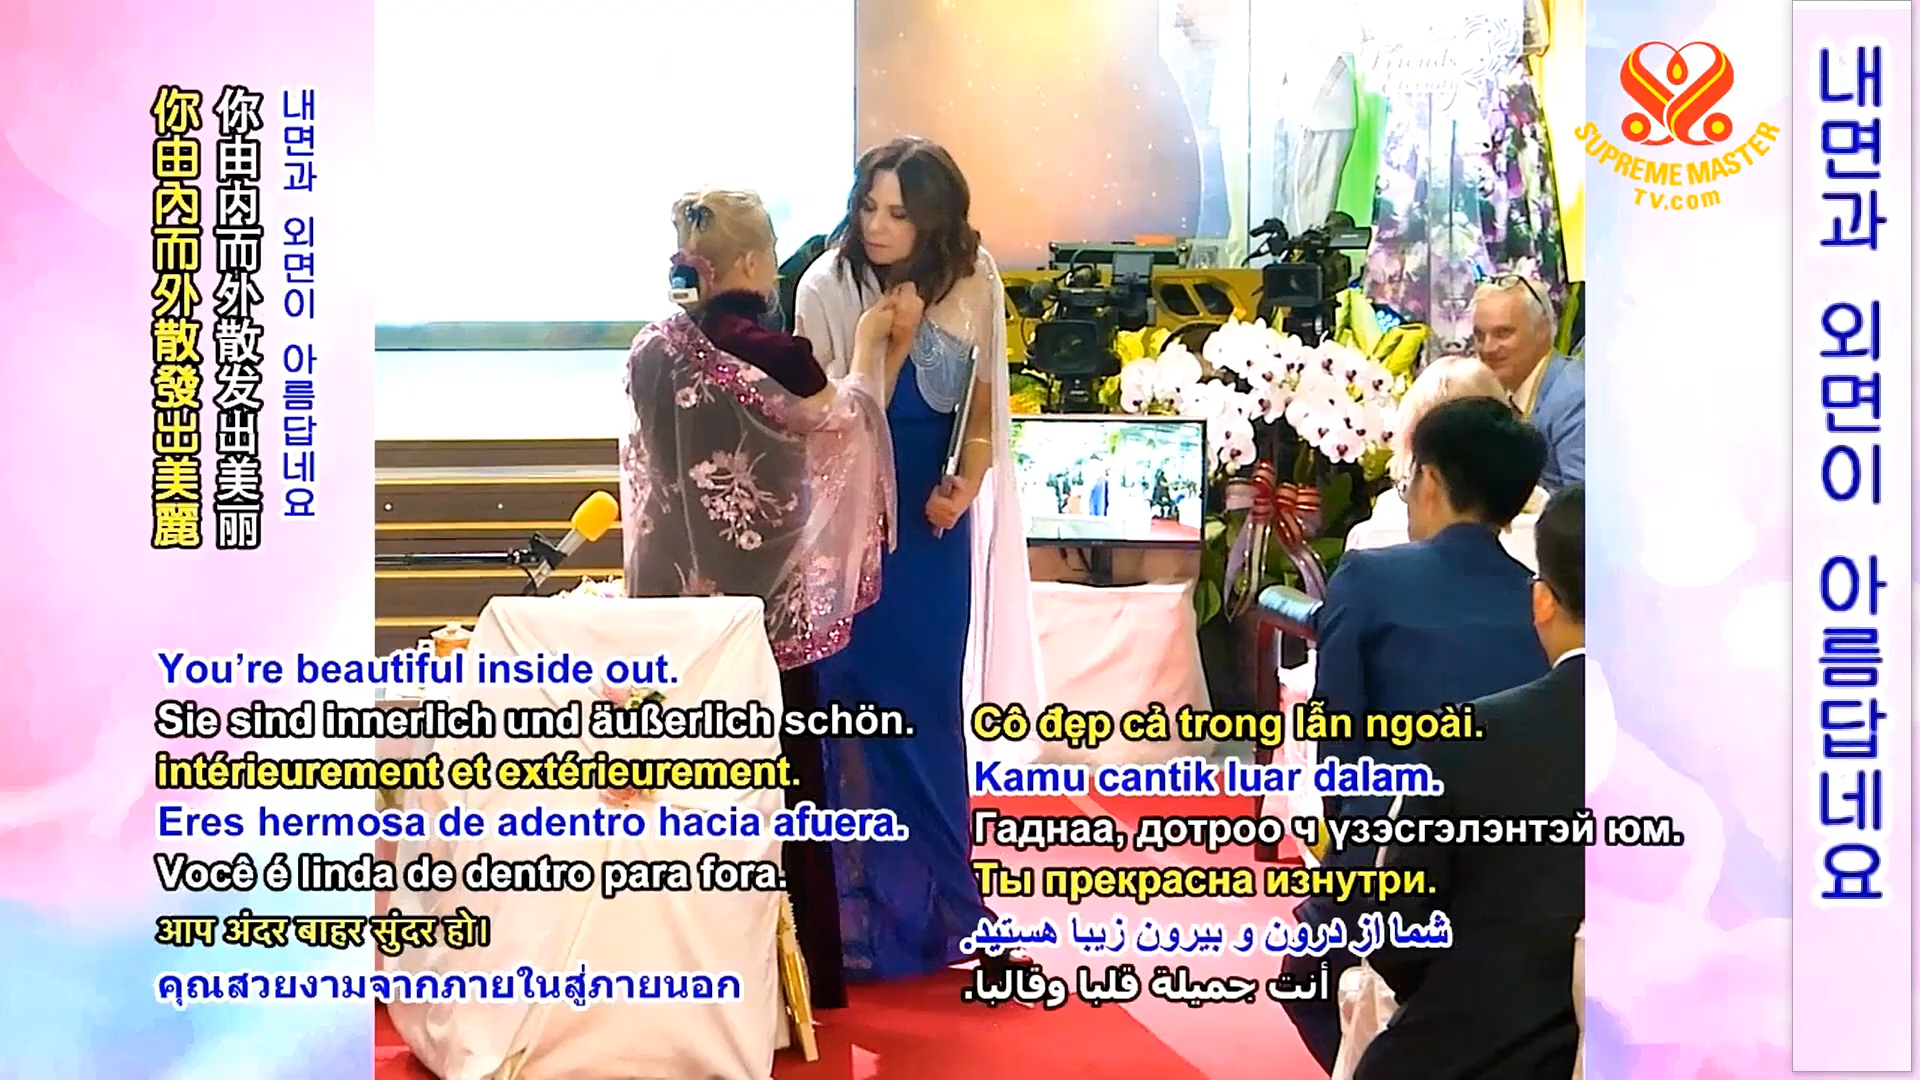 你由內而外散發出美麗
你由内而外散发出美丽
내면과 외면이 아름답네요
You're beautiful inside out.
Sie sind innerlich und äußerlich schön.
intérieurement et extérieurement.
Eres hermosa de adentro hacia afuera.
Você é linda de dentro para fora.
आप अंदर बाहर सुंदर हो।
คุณสวยงามจากภายในสู่ภายนอก
Cô đẹp cả trong lẫn ngoài.
Kamu cantik luar dalam.
Гаднаа, дотроо ч үзэсгэлэнтэй юм.
Ты прекрасна изнутри.
شما از درون و بیرون زیبا هستید.
أنت جميلة قلبا وقالبا.
Friends
SUPREME MASTER
TV.com
내면과 외면이 아름답네요